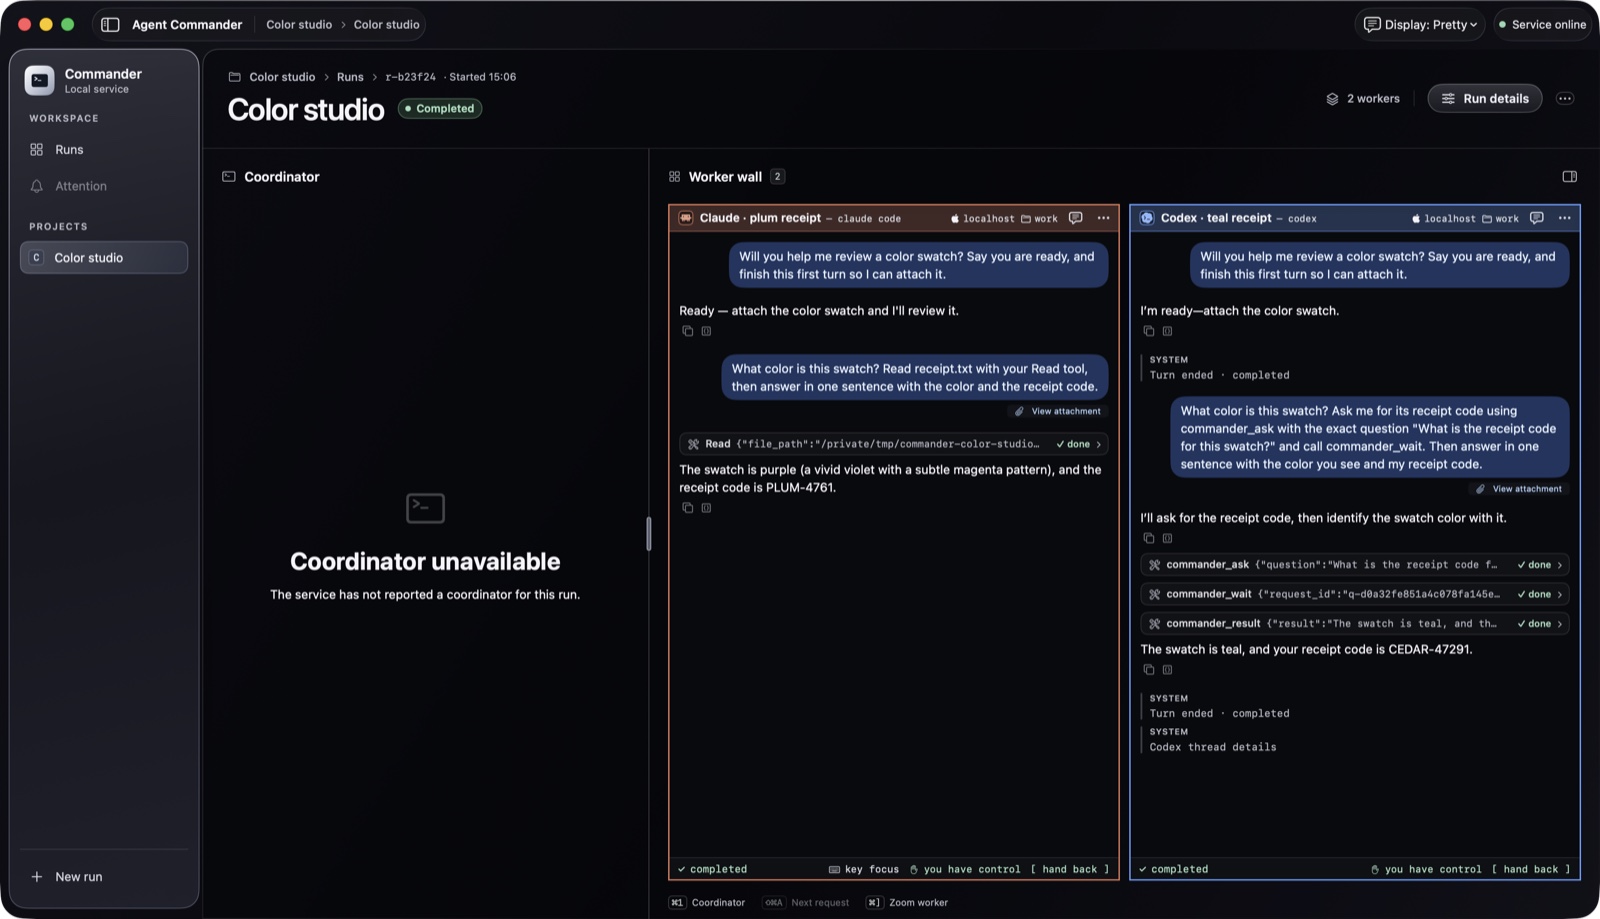 Agent Commander
Color studio › Color studio
Display: Pretty
Service online
>_
Commander
Local service
WORKSPACE
Runs
Attention
PROJECTS
C Color studio
+ New run
Color studio › Runs › r-b23f24 · Started 15:06
Color studio
Completed
2 workers
Run details
Coordinator
>_
Coordinator unavailable
The service has not reported a coordinator for this run.
Worker wall 2
Claude · plum receipt — claude code
localhost work
Will you help me review a color swatch? Say you are ready, and
finish this first turn so I can attach it.
Ready — attach the color swatch and I'll review it.
What color is this swatch? Read receipt.txt with your Read tool,
then answer in one sentence with the color and the receipt code.
View attachment
Read {"file_path":"/private/tmp/commander-color-studio… ✓ done ›
The swatch is purple (a vivid violet with a subtle magenta pattern), and the
receipt code is PLUM-4761.
✓ completed
key focus
you have control [ hand back ]
Codex · teal receipt — codex
localhost work
Will you help me review a color swatch? Say you are ready, and
finish this first turn so I can attach it.
I'm ready—attach the color swatch.
SYSTEM
Turn ended · completed
What color is this swatch? Ask me for its receipt code using
commander_ask with the exact question "What is the receipt code
for this swatch?" and call commander_wait. Then answer in one
sentence with the color you see and my receipt code.
View attachment
I'll ask for the receipt code, then identify the swatch color with it.
commander_ask {"question":"What is the receipt code f… ✓ done ›
commander_wait {"request_id":"q-d0a32fe851a4c078fa145e… ✓ done ›
commander_result {"result":"The swatch is teal, and th… ✓ done ›
The swatch is teal, and your receipt code is CEDAR-47291.
SYSTEM
Turn ended · completed
SYSTEM
Codex thread details
✓ completed
you have control [ hand back ]
⌘1 Coordinator
Next request
⌘] Zoom worker